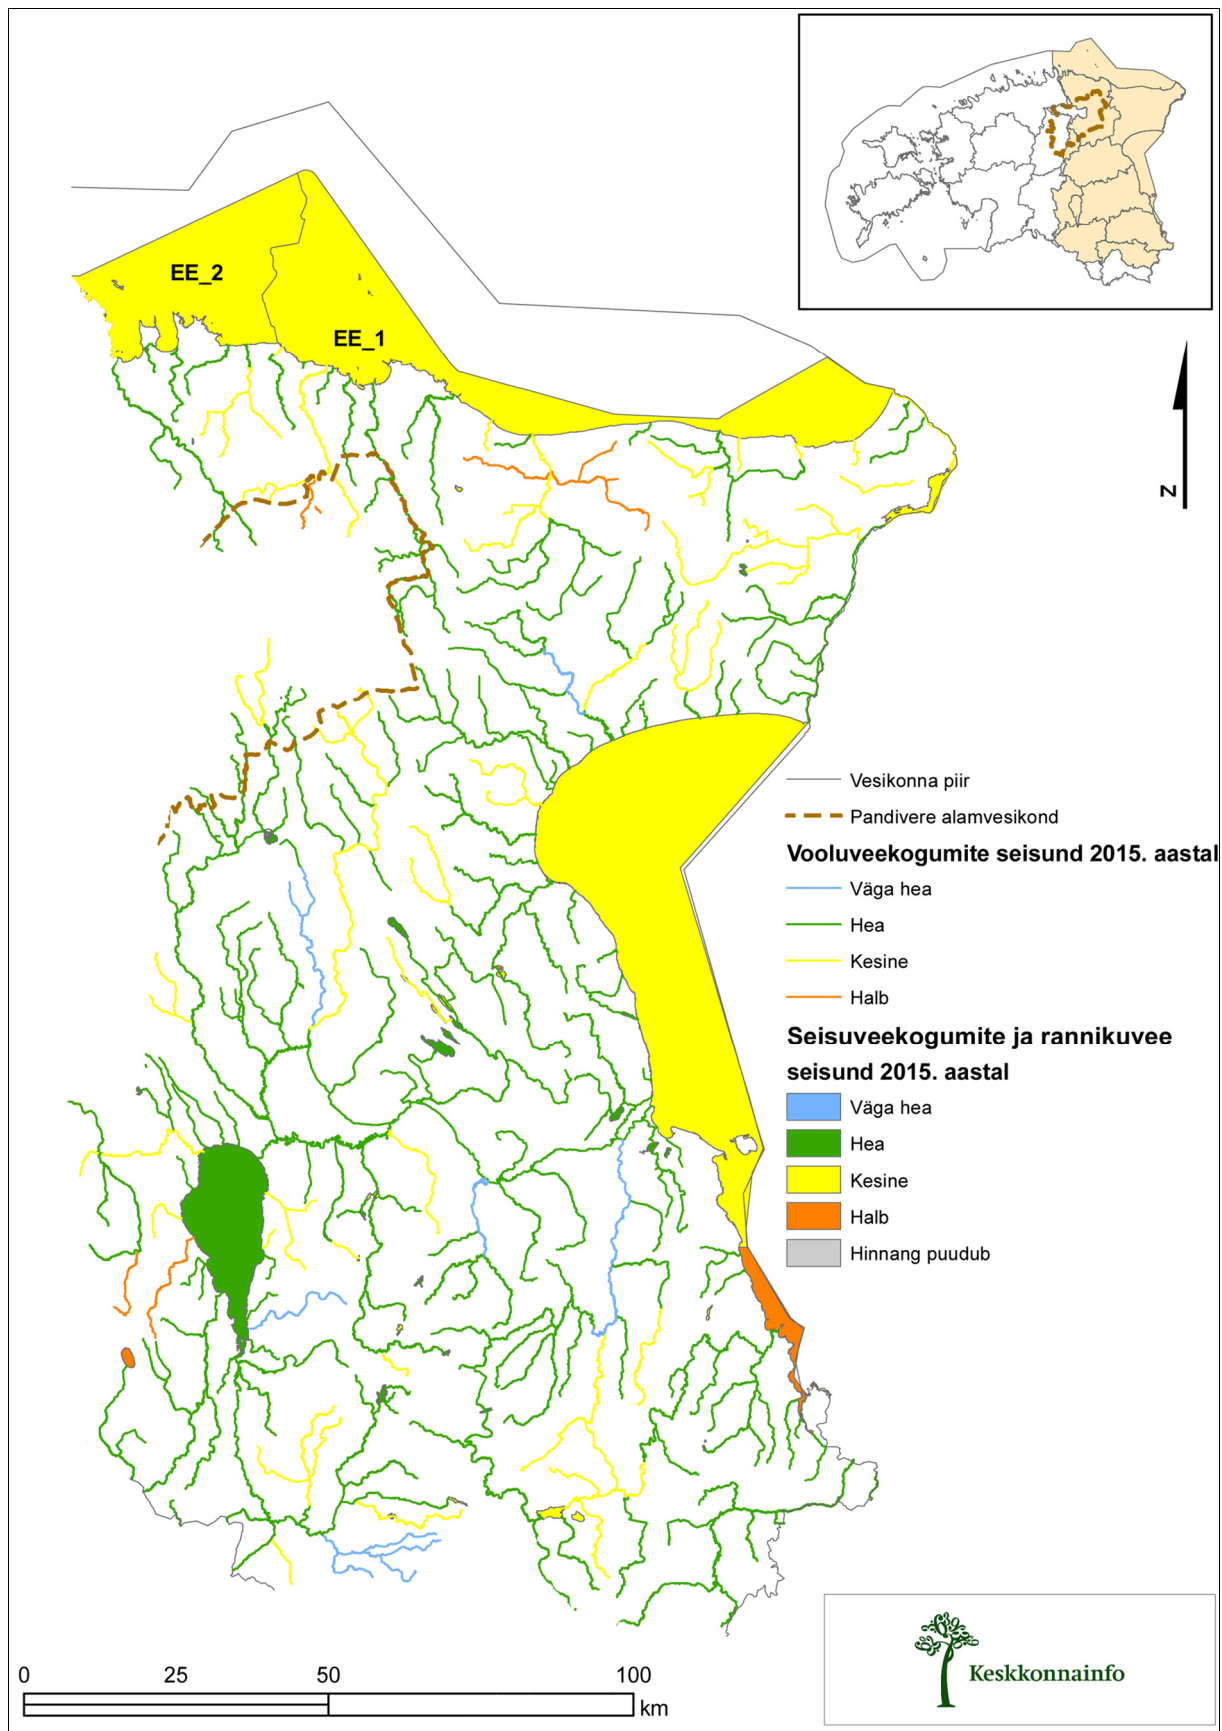 EE_2
EE_1
N
Vesikonna piir
Pandivere alamvesikond
Vooluveekogumite seisund 2015. aastal
Väga hea
Hea
Kesine
Halb
Seisuveekogumite ja rannikuvee
seisund 2015. aastal
Väga hea
Hea
Kesine
Halb
Hinnang puudub
0 25 50 100
km
Keskkonnainfo